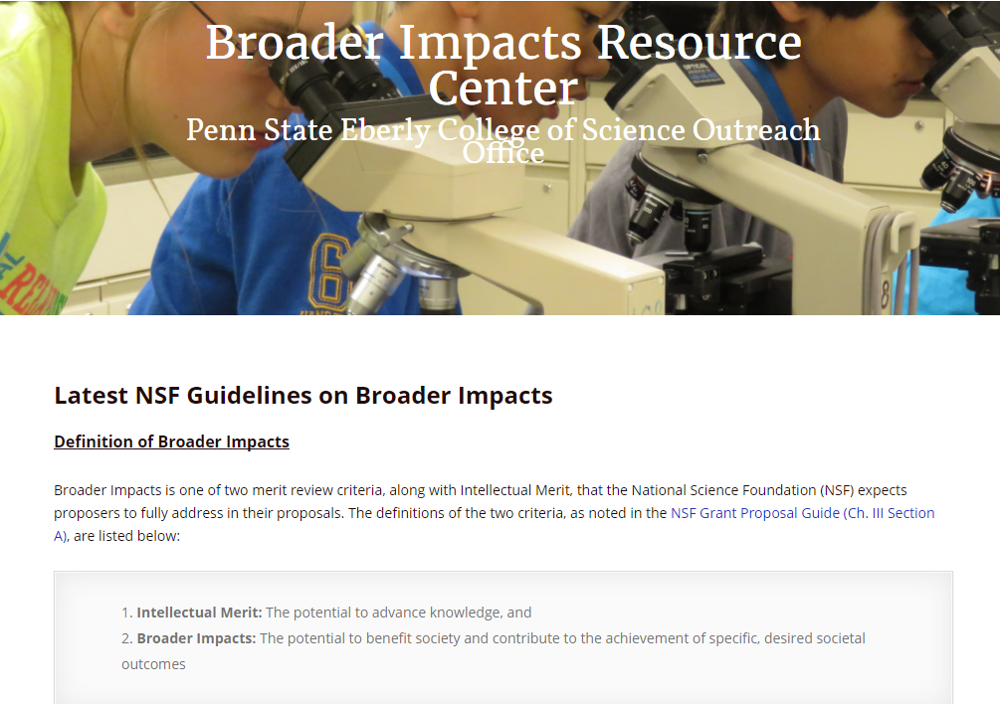 Broader Impacts Resource
Center
Penn State Eberly College of Science Outreach
Office
OPTICAL
6
8
Latest NSF Guidelines on Broader Impacts
Definition of Broader Impacts
Broader Impacts is one of two merit review criteria, along with Intellectual Merit, that the National Science Foundation (NSF) expects
proposers to fully address in their proposals. The definitions of the two criteria, as noted in the NSF Grant Proposal Guide (Ch. III Section
A), are listed below:
1. Intellectual Merit: The potential to advance knowledge, and
2. Broader Impacts: The potential to benefit society and contribute to the achievement of specific, desired societal
outcomes